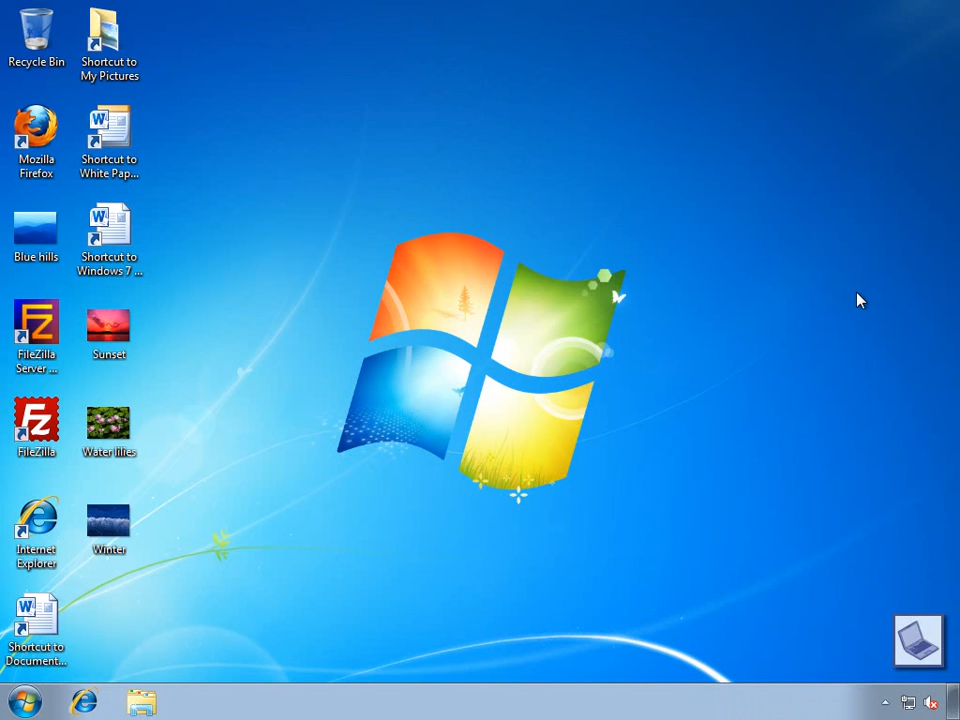 Recycle Bin
Shortcut to
My Pictures
Mozilla
Firefox
Shortcut to
White Pap...
Blue hills
Shortcut to
Windows 7 ...
FileZilla
Server ...
Sunset
FileZilla
Water lilies
Internet
Explorer
Winter
Shortcut to
Document...